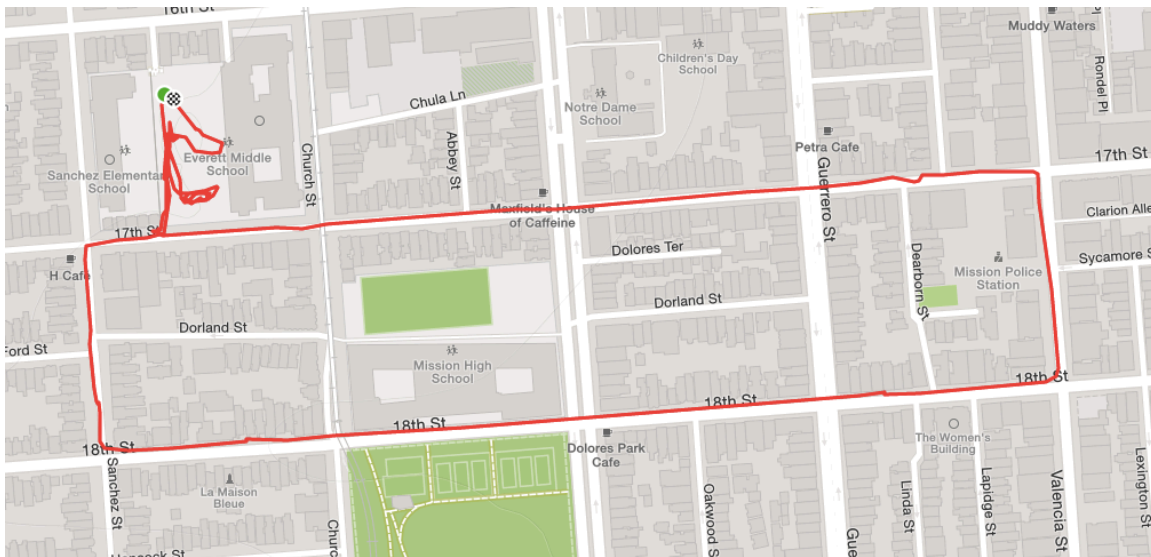 16th St
Muddy Waters
Children's Day
School
Rondel Pl
Chula Ln
Notre Dame
School
Church St
Abbey St
Petra Cafe
Everett Middle
School
Sanchez Elementary
School
17th St
Guerrero St
Maxfield's House
of Caffeine
17th St
Clarion Alle
H Cafe
Dolores Ter
Dearborn St
Mission Police
Station
Sycamore S
Dorland St
Dorland St
Ford St
Mission High
School
18th St
18th St
18th St
18th St
Dolores Park
Cafe
The Women's
Building
Sanchez St
La Maison
Bleue
Oakwood S
Linda St
Lapidge St
Valencia St
Lexington St
Churc
Gue
Hancock St